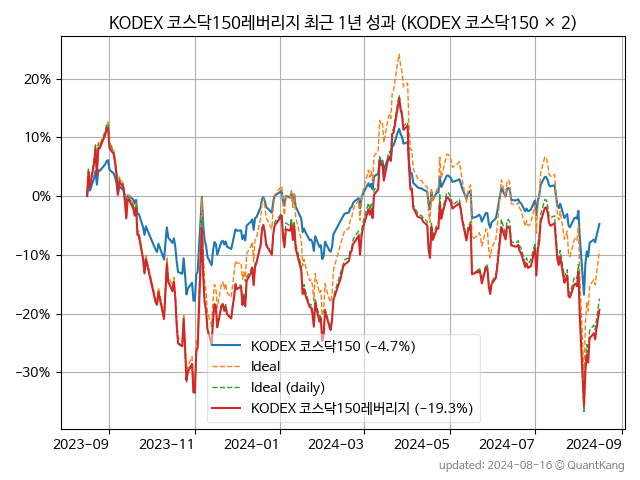 KODEX 코스닥150레버리지 최근 1년 성과 (KODEX 코스닥150 × 2)
20%
10%
0%
−10%
−20%
−30%
KODEX 코스닥150 (−4.7%)
Ideal
Ideal (daily)
KODEX 코스닥150레버리지 (−19.3%)
2023-09 2023-11 2024-01 2024-03 2024-05 2024-07 2024-09
updated: 2024-08-16 © QuantKang